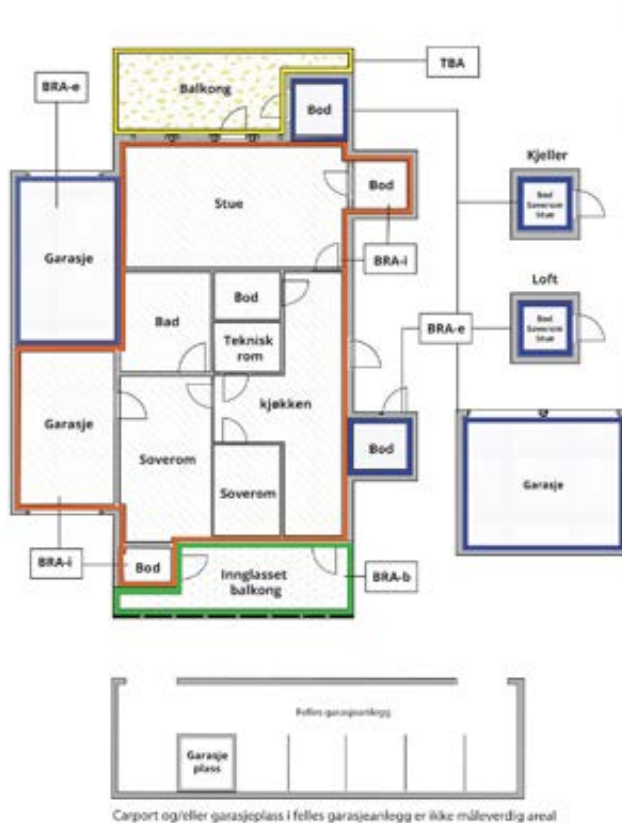 TBA
BRA-e
Balkong
Bod
Kjeller
Bod
Soverom
Stue
Stue
Bod
Garasje
BRA-i
Loft
Bod
Bad
Teknisk
rom
BRA-e
Bod
Soverom
Stue
kjøkken
Garasje
Soverom
Bod
Soverom
Garasje
BRA-i
Bod
Innglasset
balkong
BRA-b
Felles garasjeanlegg
Garasje
plass
Carport og/eller garasjeplass i felles garasjeanlegg er ikke måleverdig areal